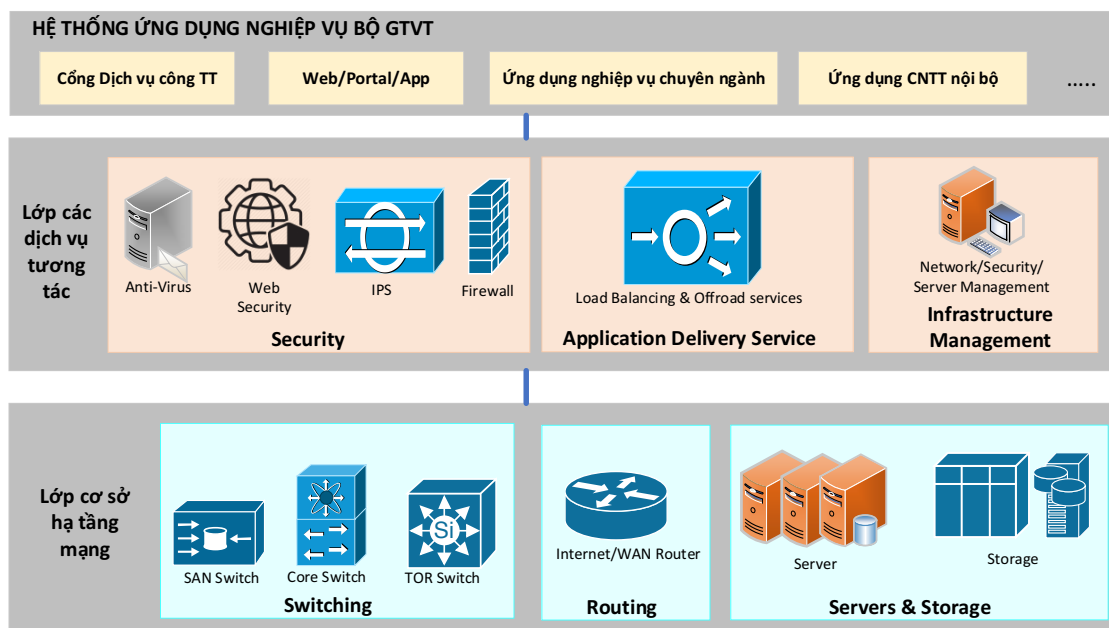 HỆ THỐNG ỨNG DỤNG NGHIỆP VỤ BỘ GTVT
Cổng Dịch vụ công TT
Web/Portal/App
Ứng dụng nghiệp vụ chuyên ngành
Ứng dụng CNTT nội bộ
.....
Lớp các
dịch vụ
tương
tác
Anti-Virus
Web
Security
IPS
Firewall
Security
Load Balancing & Offroad services
Application Delivery Service
Network/Security/
Server Management
Infrastructure
Management
Lớp cơ sở
hạ tầng
mạng
SAN Switch
Core Switch
Si
TOR Switch
Switching
Internet/WAN Router
Routing
Server
Storage
Servers & Storage